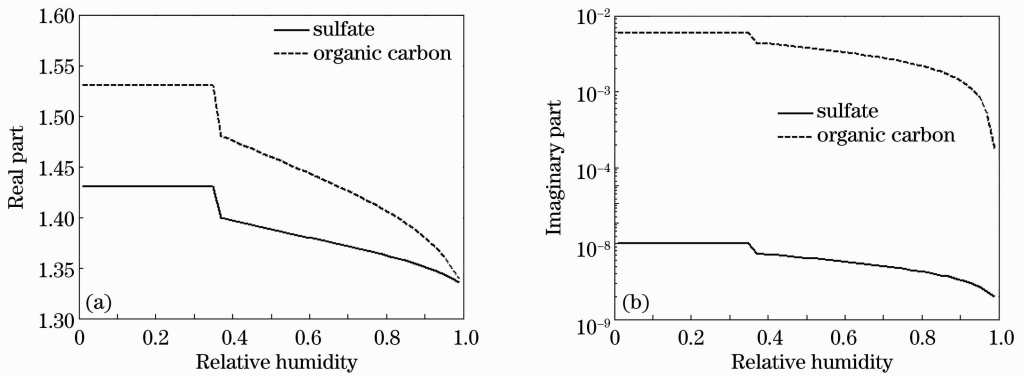 1.60
1.55
1.50
1.45
1.40
1.35
1.30
Real part
sulfate
organic carbon
(a)
0 0.2 0.4 0.6 0.8 1.0
Relative humidity
10⁻²
10⁻³
10⁻⁴
10⁻⁸
10⁻⁹
Imaginary part
sulfate
organic carbon
(b)
0 0.2 0.4 0.6 0.8 1.0
Relative humidity